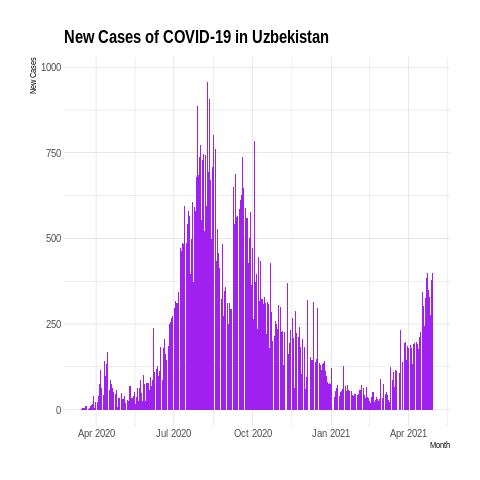 New Cases of COVID-19 in Uzbekistan
New Cases
1000
750
500
250
0
Apr 2020 Jul 2020 Oct 2020 Jan 2021 Apr 2021
Month